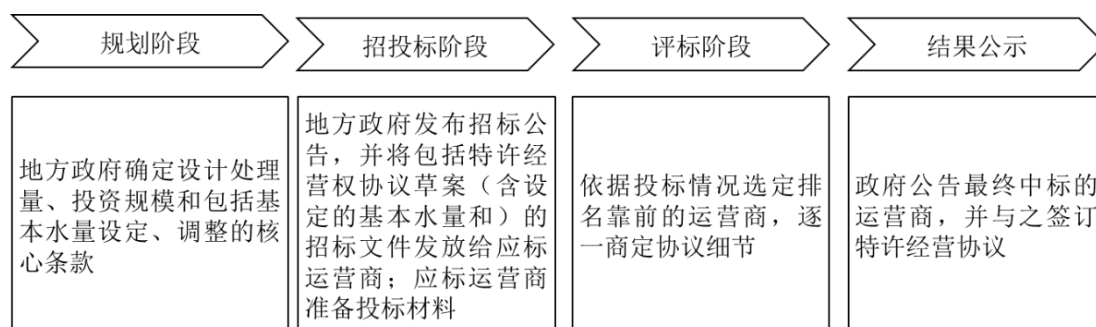 规划阶段
招投标阶段
评标阶段
结果公示
地方政府确定设计处理
量、投资规模和包括基
本水量设定、调整的核
心条款
地方政府发布招标公
告，并将包括特许经
营权协议草案（含设
定的基本水量和）的
招标文件发放给应标
运营商；应标运营商
准备投标材料
依据投标情况选定排
名靠前的运营商，逐
一商定协议细节
政府公告最终中标的
运营商，并与之签订
特许经营协议